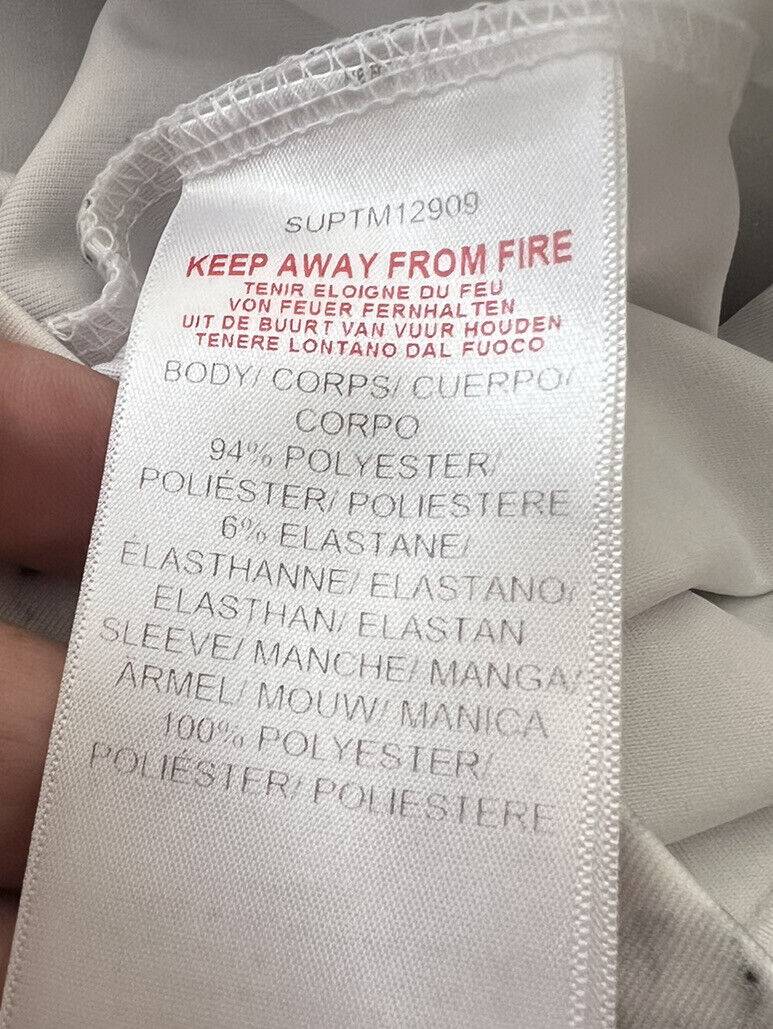 SUPTM12909
KEEP AWAY FROM FIRE
TENIR ELOIGNE DU FEU
VON FEUER FERNHALTEN
UIT DE BUURT VAN VUUR HOUDEN
TENERE LONTANO DAL FUOCO
BODY/ CORPS/ CUERPO/
CORPO
94% POLYESTER/
POLIÉSTER/ POLIESTERE
6% ELASTANE/
ELASTHANNE/ ELASTANO/
ELASTHAN/ ELASTAN
SLEEVE/ MANCHE/ MANGA/
ÄRMEL/ MOUW/ MANICA
100% POLYESTER/
POLIÉSTER/ POLIESTERE